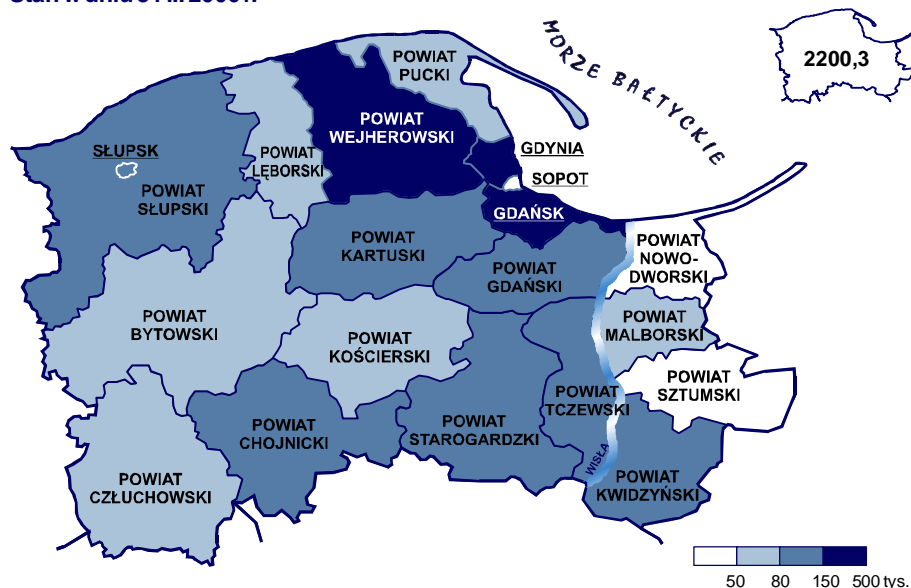 2200,3
MORZE BAŁTYCKIE
POWIAT
PUCKI
POWIAT
WEJHEROWSKI
GDYNIA
SOPOT
SŁUPSK
POWIAT
LĘBORSKI
POWIAT
SŁUPSKI
GDAŃSK
POWIAT
KARTUSKI
POWIAT
GDAŃSKI
POWIAT
NOWO-
DWORSKI
POWIAT
BYTOWSKI
POWIAT
KOŚCIERSKI
POWIAT
MALBORSKI
POWIAT
SZTUMSKI
POWIAT
TCZEWSKI
POWIAT
CHOJNICKI
POWIAT
STAROGARDZKI
WISŁA
POWIAT
CZŁUCHOWSKI
POWIAT
KWIDZYŃSKI
50 80 150 500 tys.